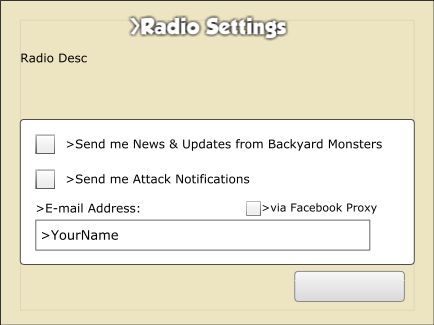 >Radio Settings
Radio Desc
>Send me News & Updates from Backyard Monsters
>Send me Attack Notifications
>E-mail Address:
>via Facebook Proxy
>YourName